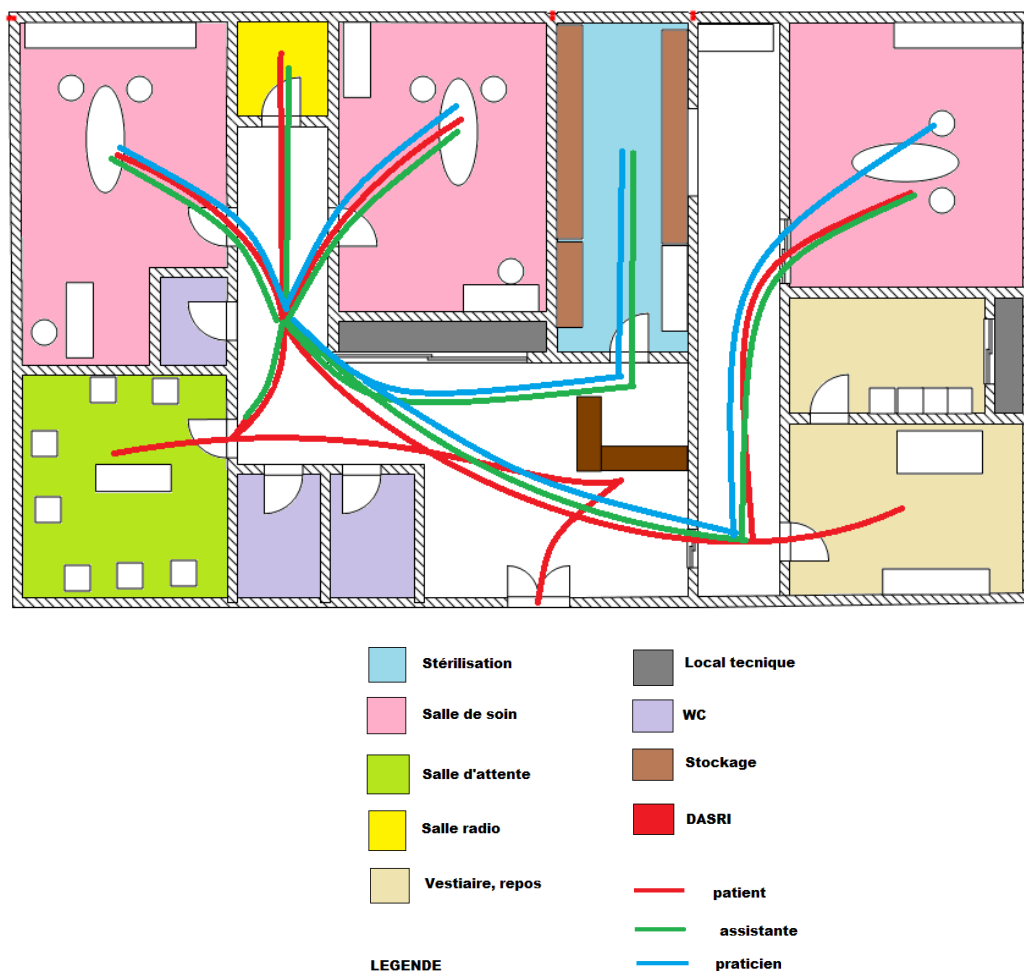 Stérilisation
Salle de soin
Salle d'attente
Salle radio
Vestiaire, repos
LEGENDE
Local tecnique
WC
Stockage
DASRI
patient
assistante
praticien